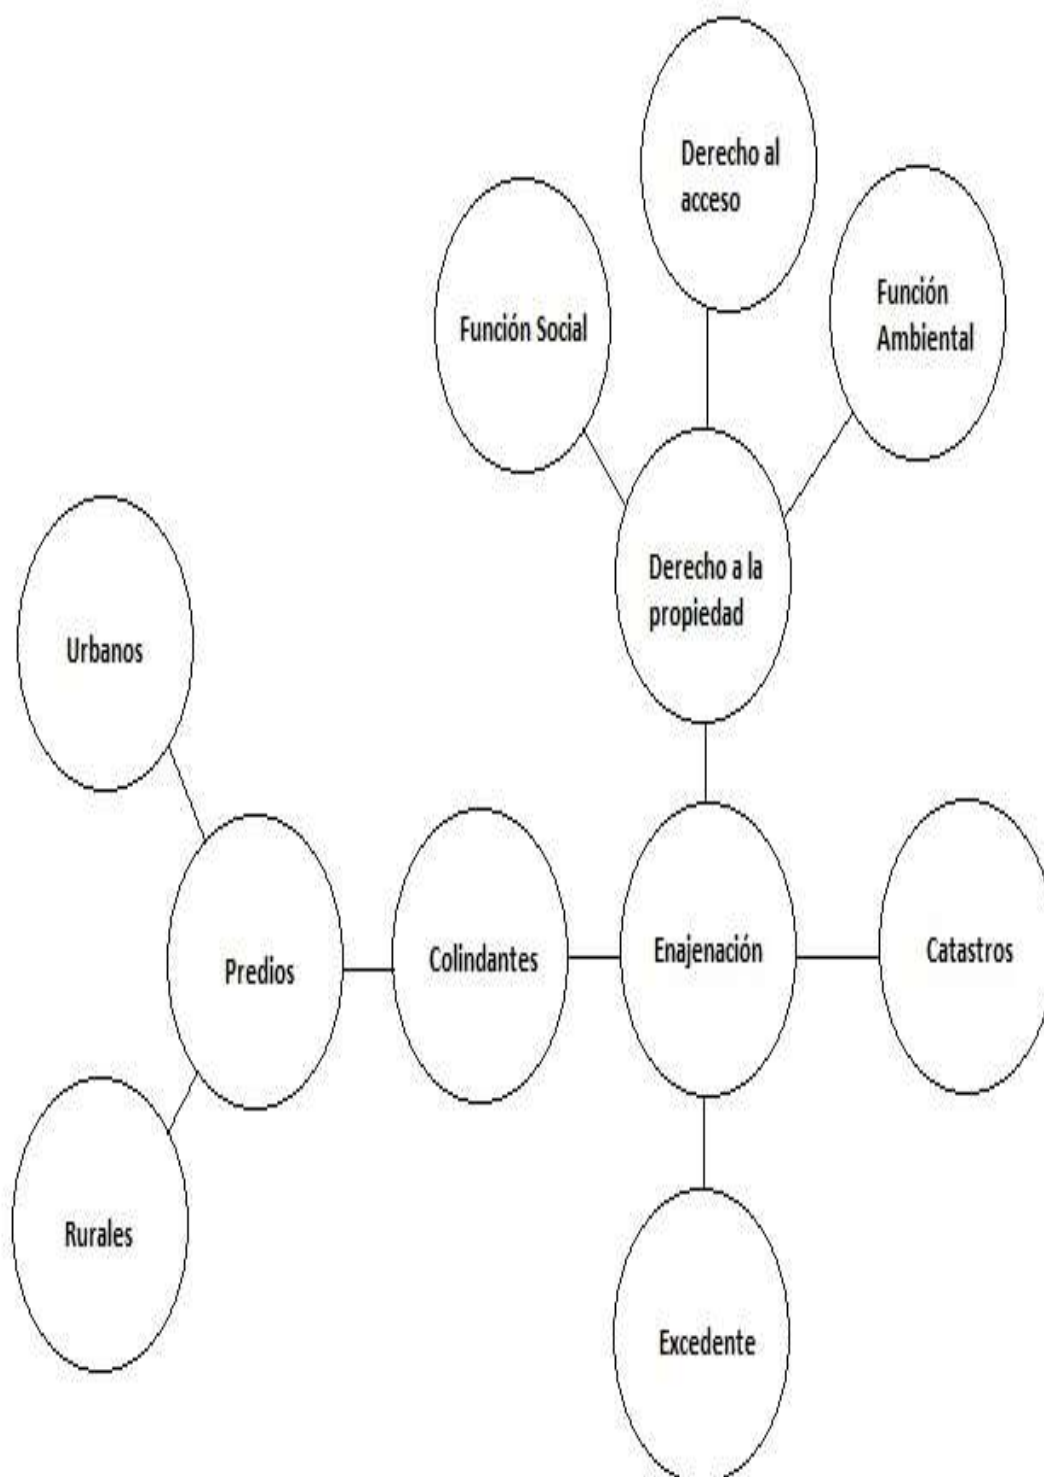 Derecho al
acceso
Función
Ambiental
Función Social
Derecho a la
propiedad
Urbanos
Predios
Colindantes
Enajenación
Catastros
Rurales
Excedente